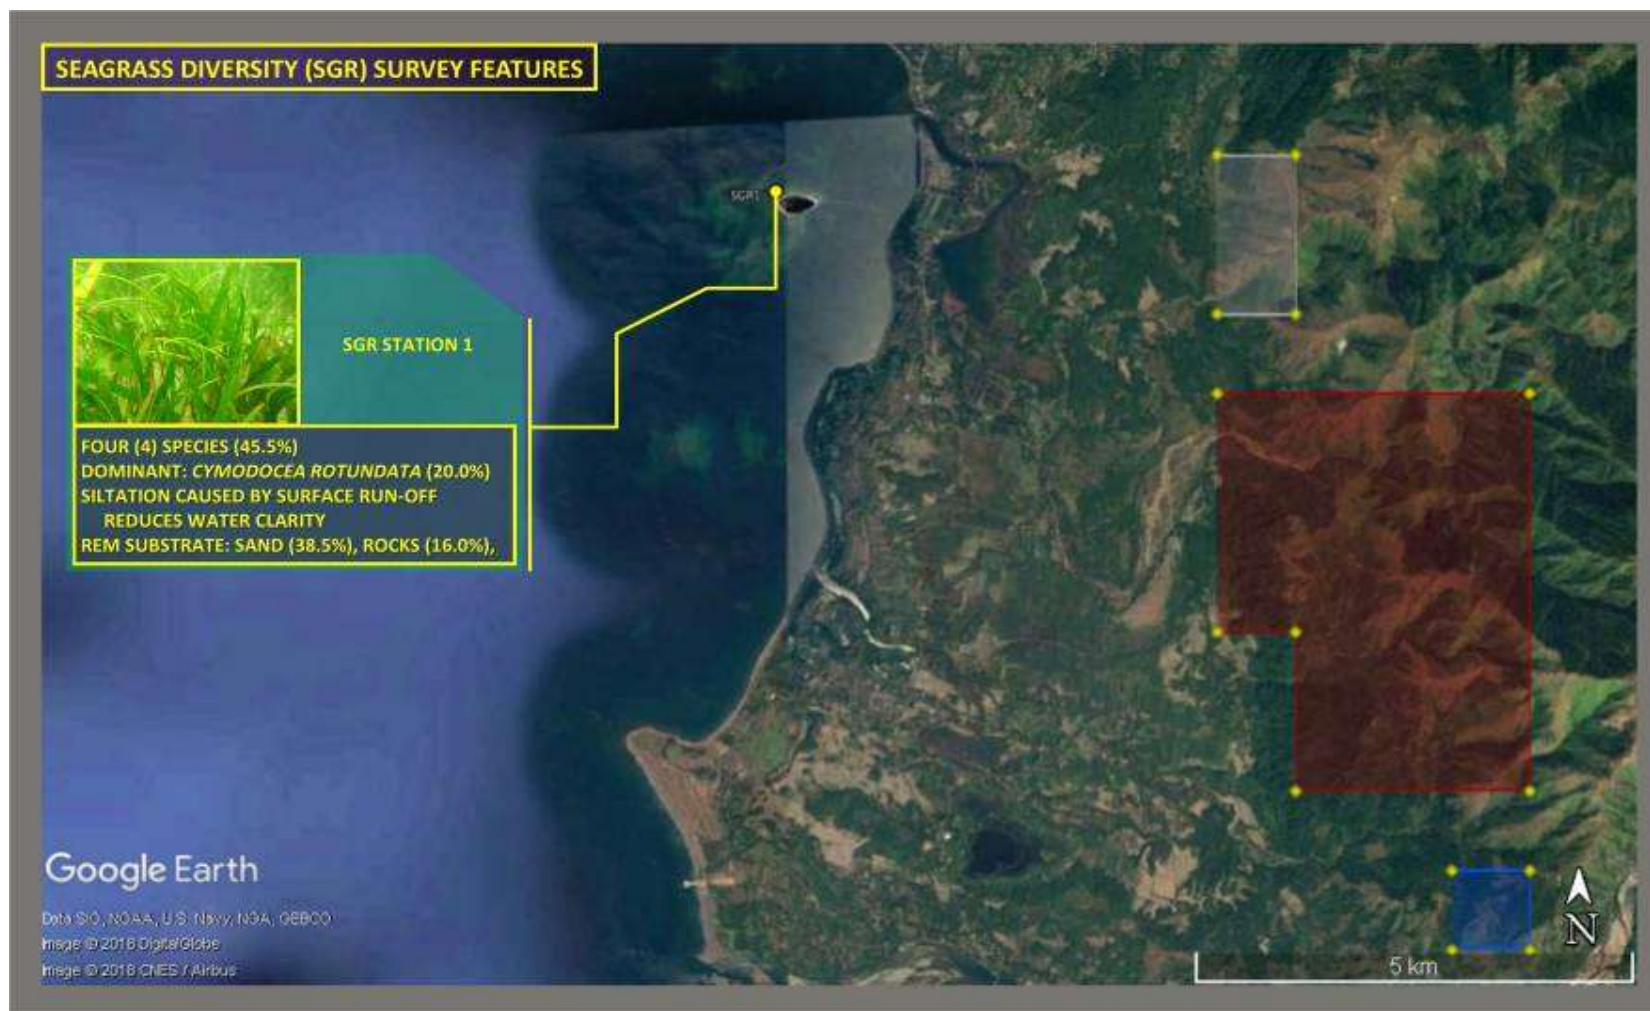 SEAGRASS DIVERSITY (SGR) SURVEY FEATURES
SGR1
SGR STATION 1
FOUR (4) SPECIES (45.5%)
DOMINANT: CYMODOCEA ROTUNDATA (20.0%)
SILTATION CAUSED BY SURFACE RUN-OFF
REDUCES WATER CLARITY
REM SUBSTRATE: SAND (38.5%), ROCKS (16.0%),
Google Earth
Data SIO, NOAA, U.S. Navy, NGA, GEBCO
Image © 2018 DigitalGlobe
Image © 2018 CNES / Airbus
N
5 km